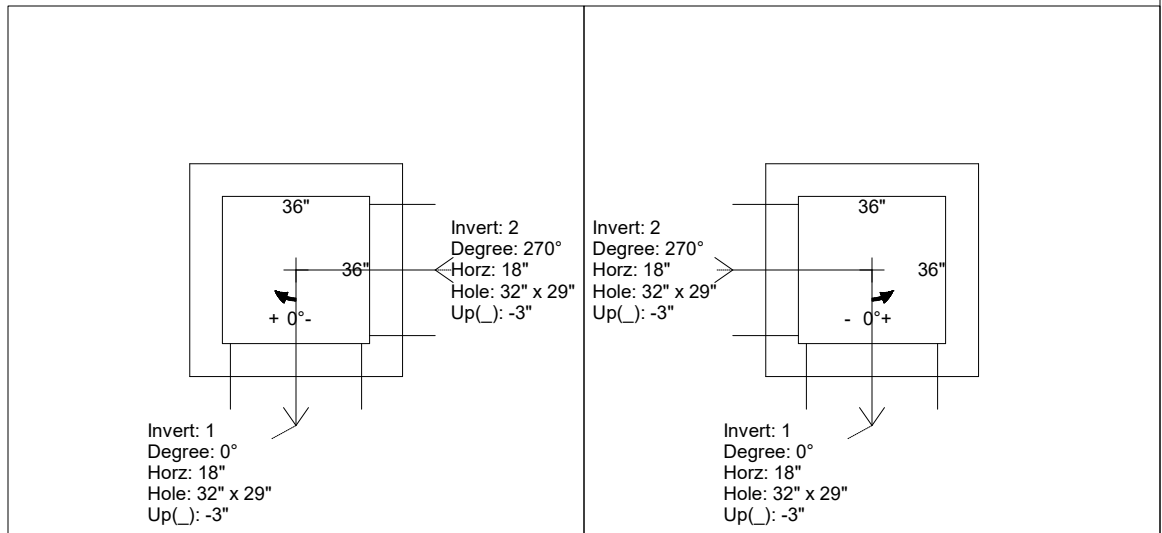 36"
36"
+ 0°-
Invert: 2
Degree: 270°
Horz: 18"
Hole: 32" x 29"
Up(_): -3"
Invert: 1
Degree: 0°
Horz: 18"
Hole: 32" x 29"
Up(_): -3"
Invert: 2
Degree: 270°
Horz: 18"
Hole: 32" x 29"
Up(_): -3"
36"
36"
- 0°+
Invert: 1
Degree: 0°
Horz: 18"
Hole: 32" x 29"
Up(_): -3"